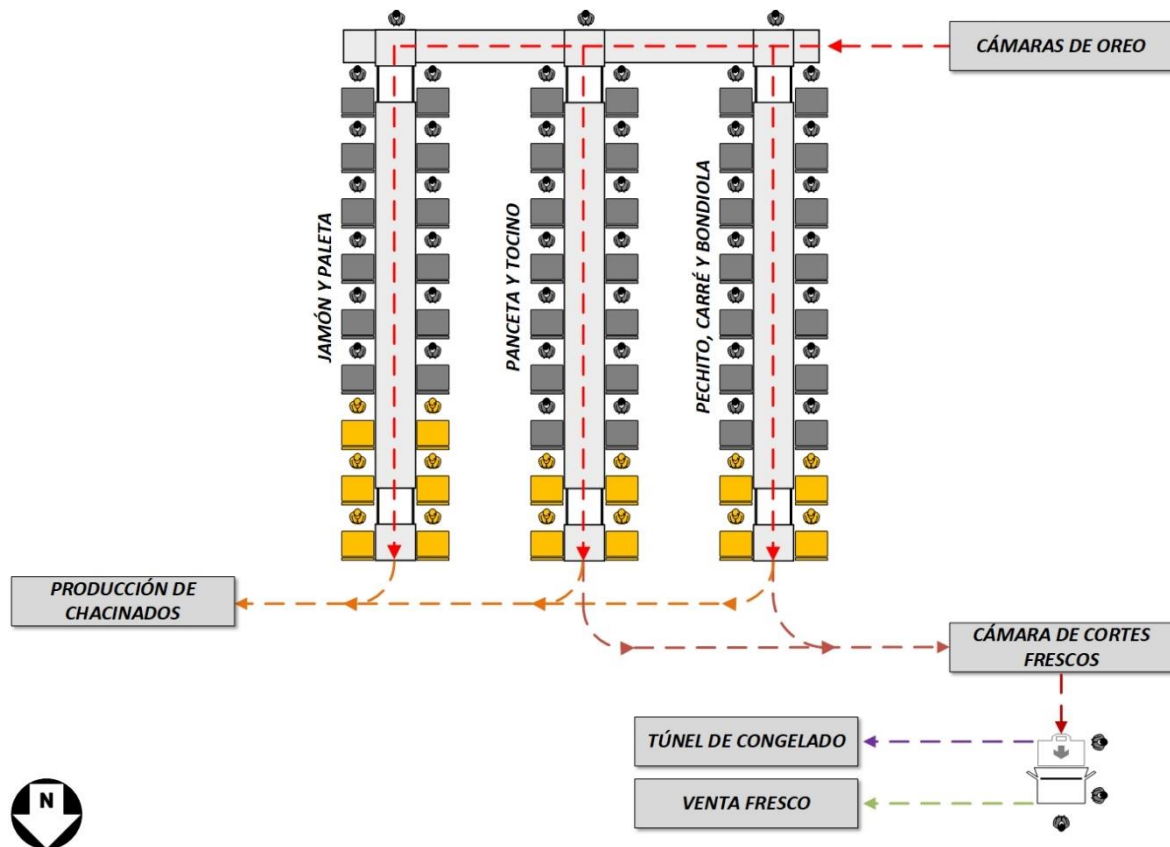 CÁMARAS DE OREO
JAMÓN Y PALETA
PANCETA Y TOCINO
PECHITO, CARRÉ Y BONDIOLA
PRODUCCIÓN DE
CHACINADOS
CÁMARA DE CORTES
FRESCOS
TÚNEL DE CONGELADO
VENTA FRESCO
N